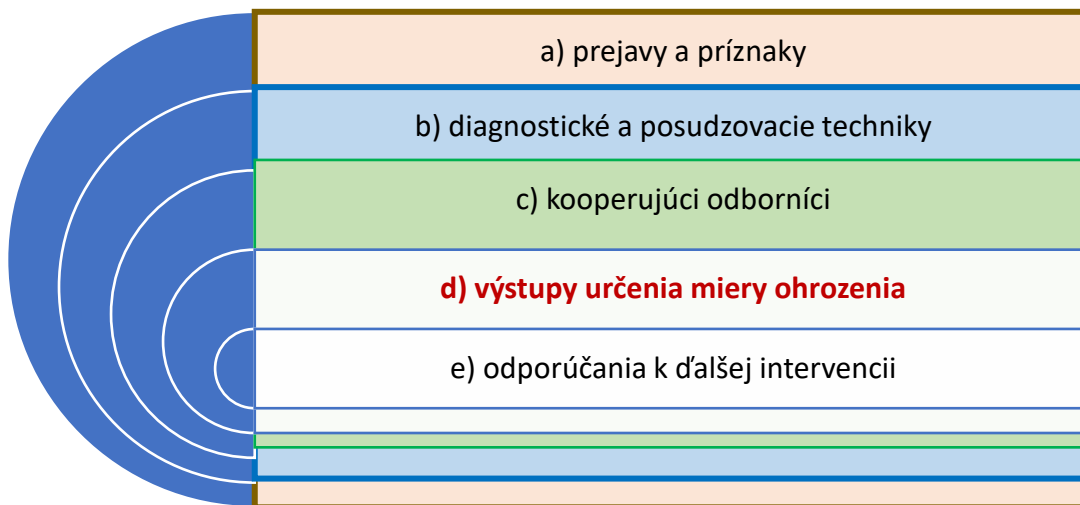 a) prejavy a príznaky
b) diagnostické a posudzovacie techniky
c) kooperujúci odborníci
d) výstupy určenia miery ohrozenia
e) odporúčania k ďalšej intervencii